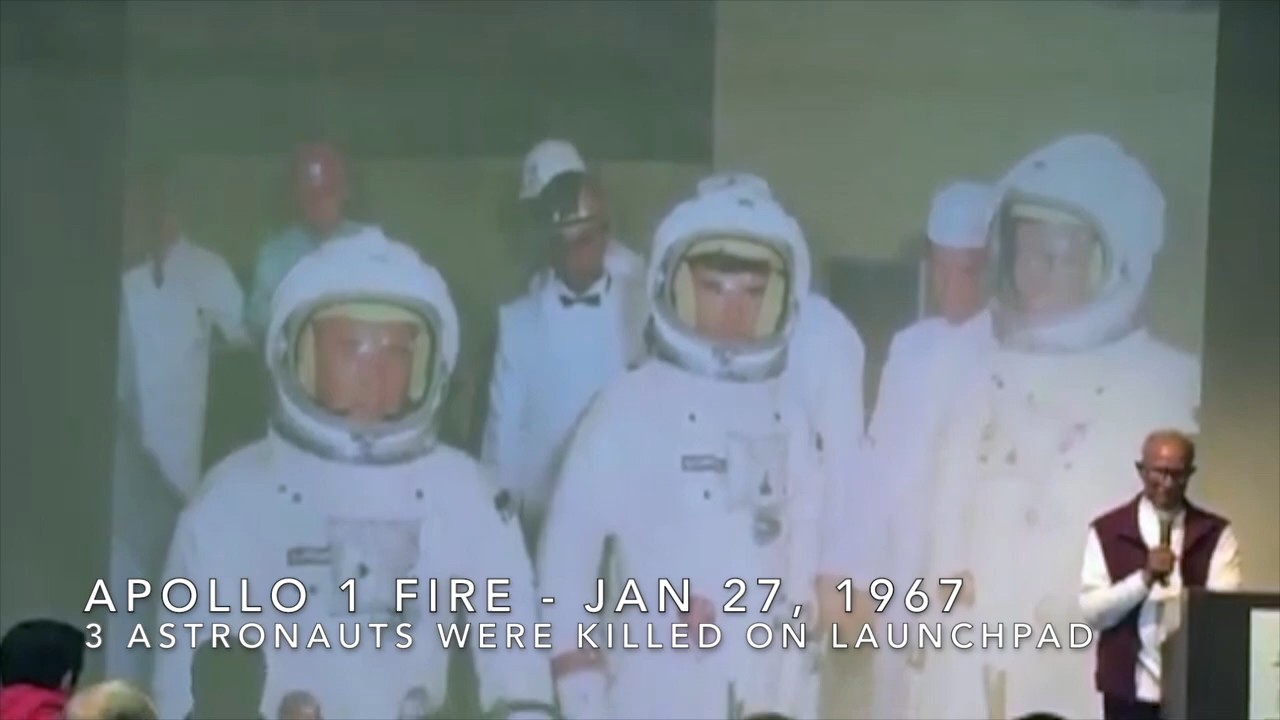 APOLLO 1 FIRE - JAN 27, 1967
3 ASTRONAUTS WERE KILLED ON LAUNCHPAD